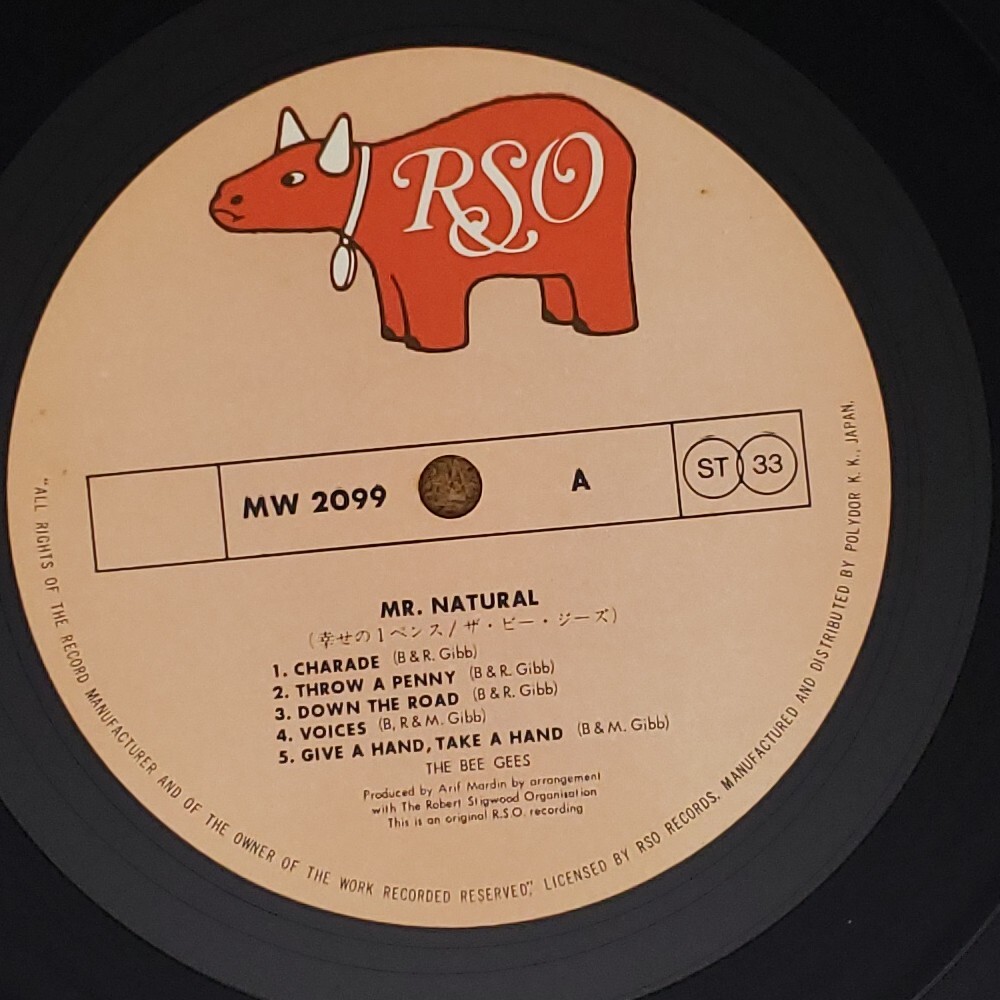 RSO
MW 2099
A
ST 33
MR. NATURAL
(幸せの1ペンス/ザ・ビー・ジーズ)
1. CHARADE (B & R. Gibb)
2. THROW A PENNY (B & R. Gibb)
3. DOWN THE ROAD (B & R. Gibb)
4. VOICES (B, R & M. Gibb)
5. GIVE A HAND, TAKE A HAND (B & M. Gibb)
THE BEE GEES
Produced by Arif Mardin by arrangement
with The Robert Stigwood Organisation
This is an original R.S.O. recording
"ALL RIGHTS OF THE RECORD MANUFACTURER AND OF THE OWNER OF THE WORK RECORDED RESERVED", LICENSED BY RSO RECORDS. MANUFACTURED AND DISTRIBUTED BY POLYDOR K. K., JAPAN.